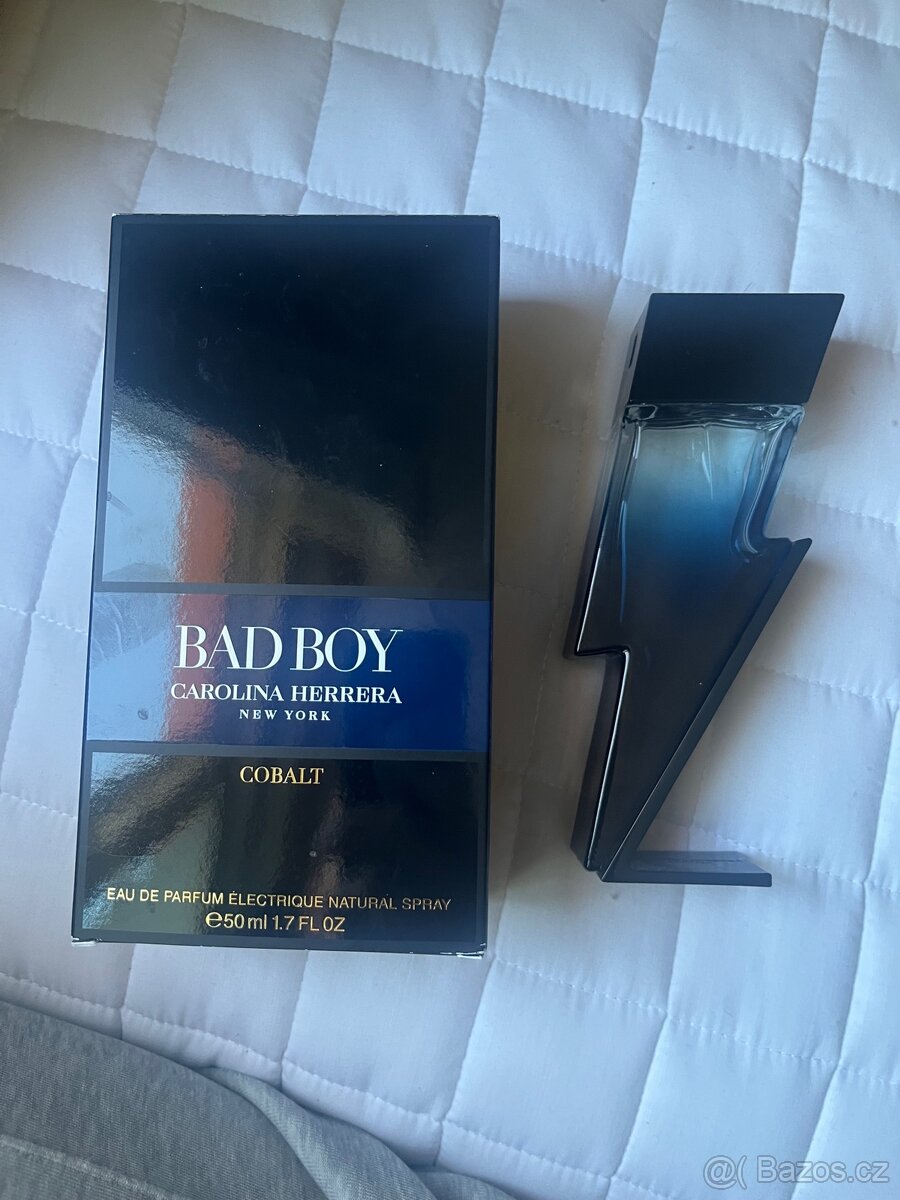 BAD BOY
CAROLINA HERRERA
NEW YORK
COBALT
EAU DE PARFUM ÉLECTRIQUE NATURAL SPRAY
℮50 ml 1.7 FL OZ
@( Bazos.cz